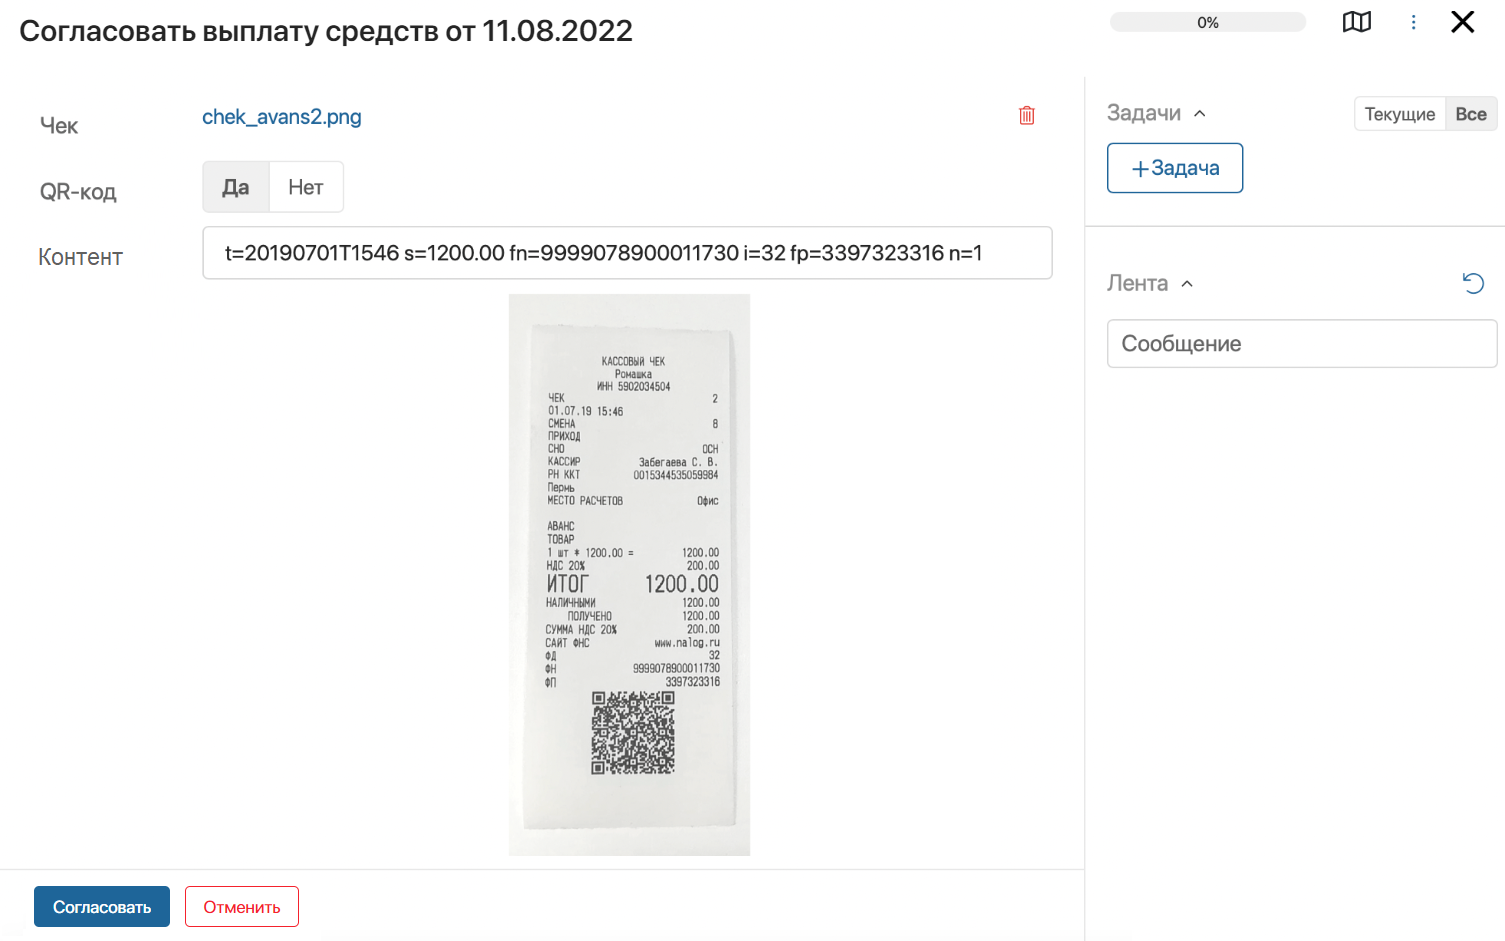 Согласовать выплату средств от 11.08.2022
0%
Чек
chek_avans2.png
QR-код
Да
Нет
Контент
t=20190701T1546 s=1200.00 fn=9999078900011730 i=32 fp=3397323316 n=1
КАССОВЫЙ ЧЕК
Ромашка
ИНН 5902034504
ЧЕК 2
01.07.19 15:46
СМЕНА 8
ПРИХОД
СНО ОСН
КАССИР Забегаева С. В.
РН ККТ 0015344535059984
Пермь
МЕСТО РАСЧЕТОВ Офис
АВАНС
ТОВАР
1 шт * 1200.00 = 1200.00
НДС 20% 200.00
ИТОГ 1200.00
НАЛИЧНЫМИ 1200.00
ПОЛУЧЕНО 1200.00
СУММА НДС 20% 200.00
САЙТ ФНС www.nalog.ru
ФД 32
ФН 9999078900011730
ФП 3397323316
Согласовать
Отменить
Задачи
Текущие
Все
+Задача
Лента
Сообщение